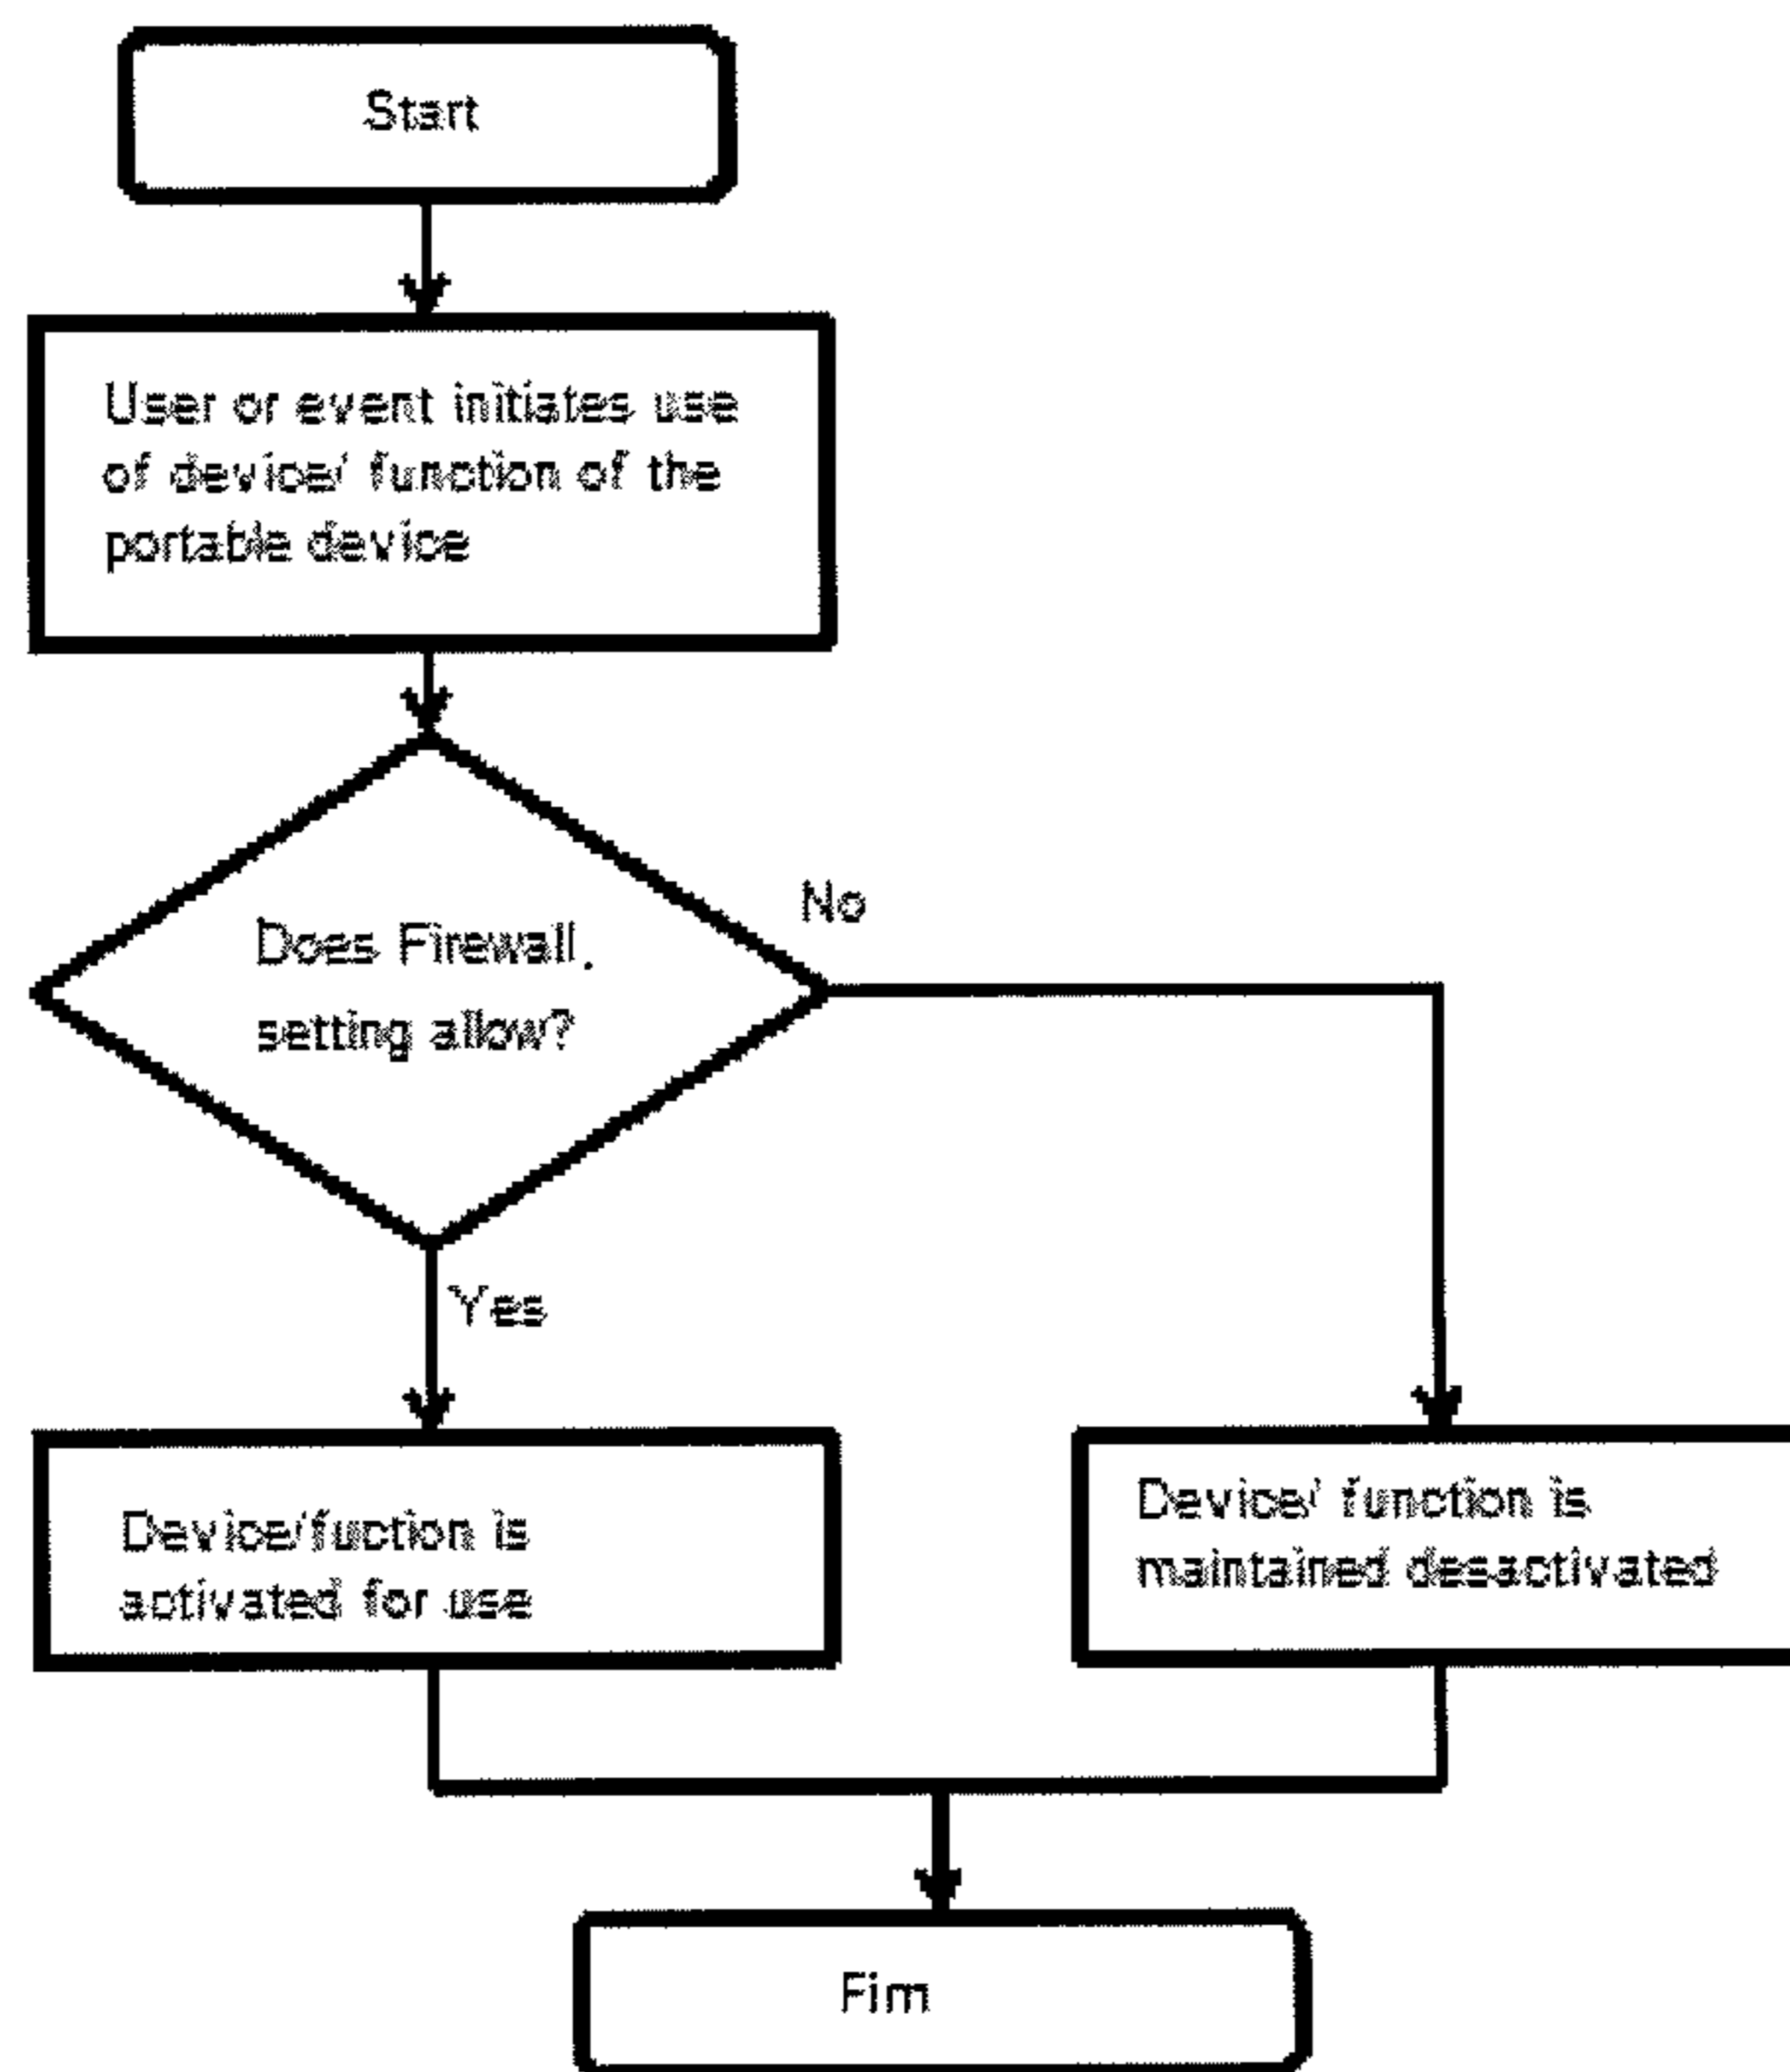 Start
User or event initiates use
of device/ function of the
portable device
Does Firewall.
setting allow?
No
Yes
Device/fuction is
activated for use
Device/ function is
maintained desactivated
Fim